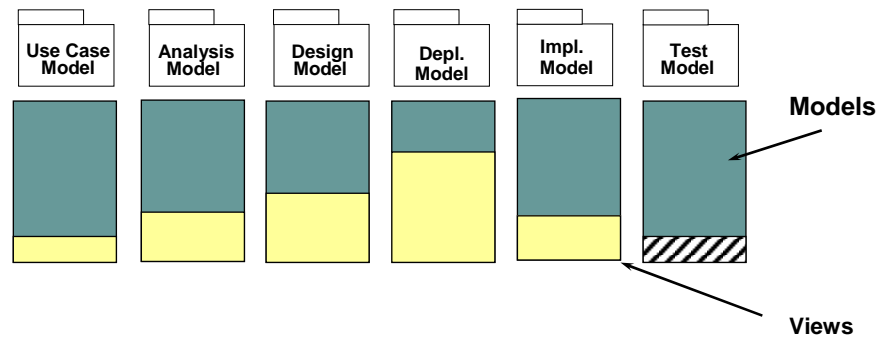 Use Case
Model
Analysis
Model
Design
Model
Depl.
Model
Impl.
Model
Test
Model
Models
Views